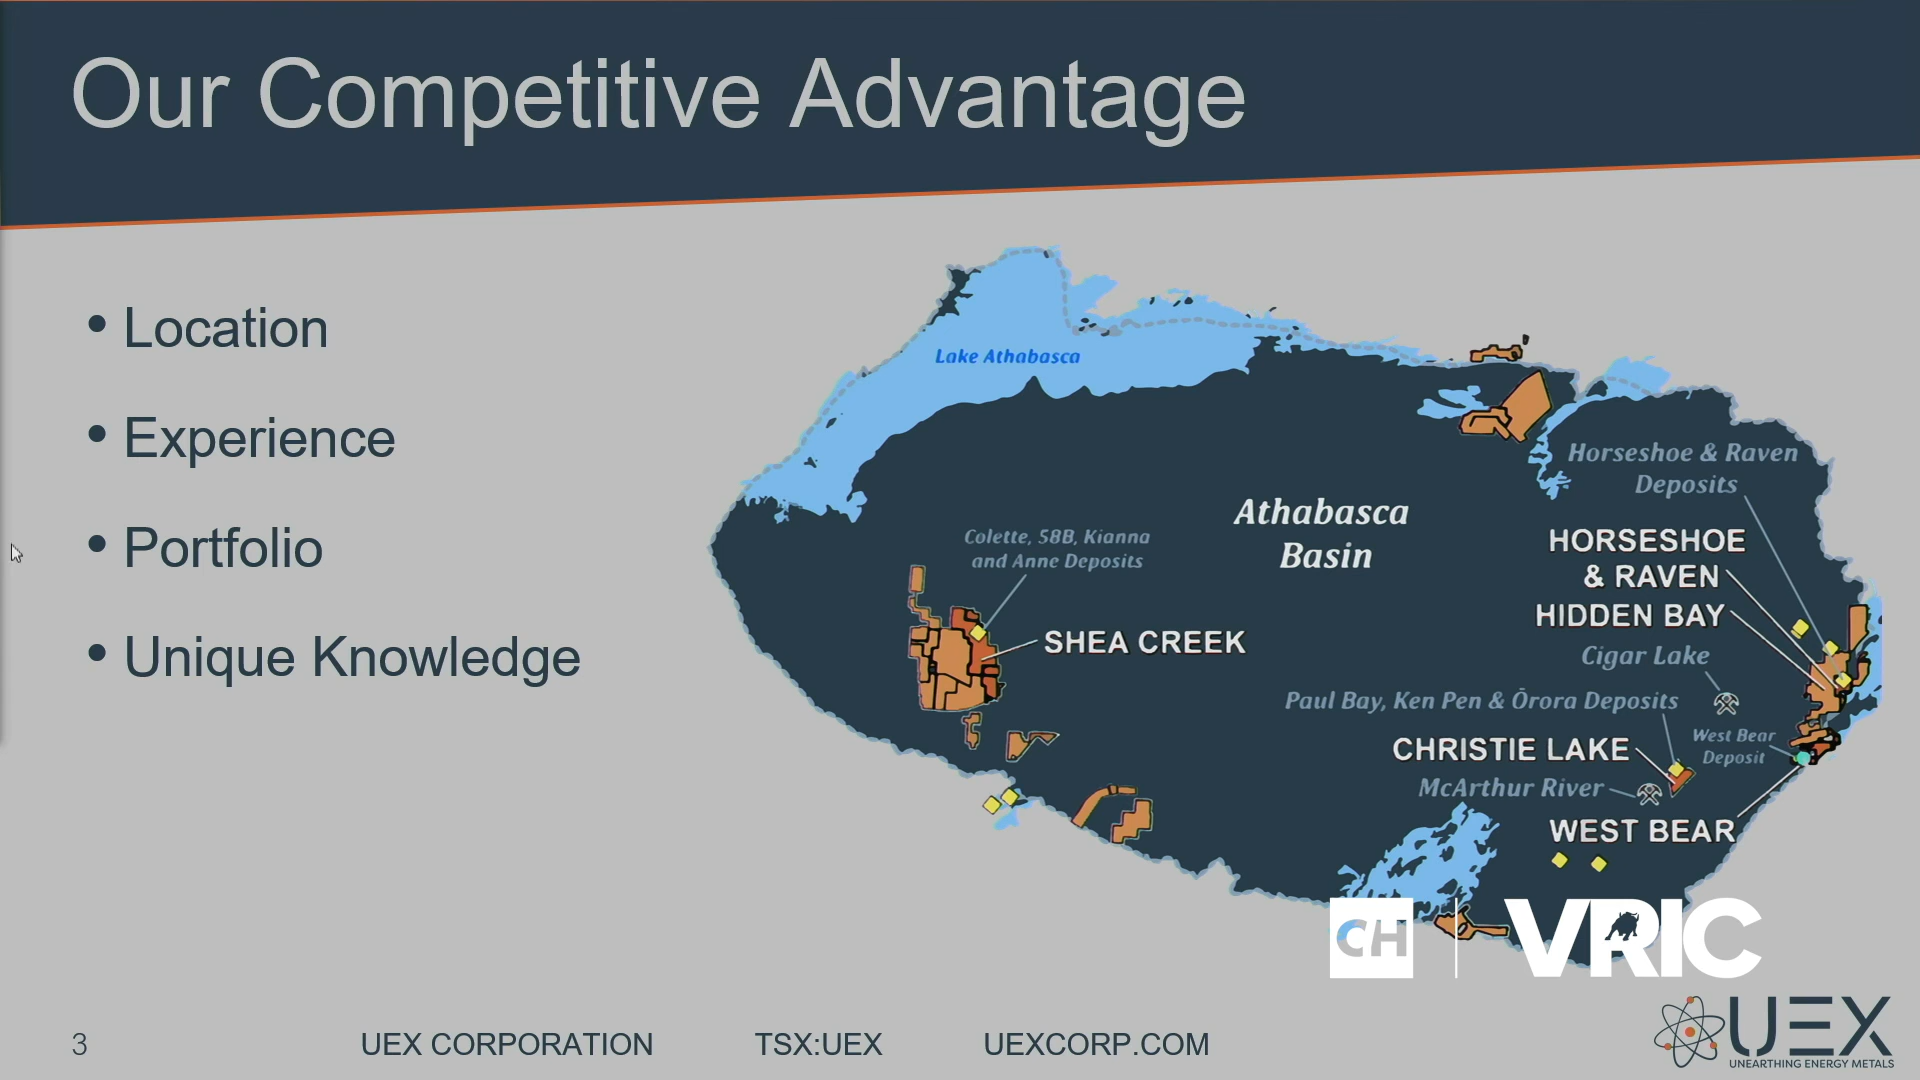 Our Competitive Advantage
• Location
• Experience
• Portfolio
• Unique Knowledge
Lake Athabasca
Athabasca
Basin
Colette, 58B, Kianna
and Anne Deposits
SHEA CREEK
Horseshoe & Raven
Deposits
HORSESHOE
& RAVEN
HIDDEN BAY
Cigar Lake
Paul Bay, Ken Pen & Ōrora Deposits
West Bear
Deposit
CHRISTIE LAKE
McArthur River
WEST BEAR
CH
VRIC
UEX
UNEARTHING ENERGY METALS
3
UEX CORPORATION
TSX:UEX
UEXCORP.COM